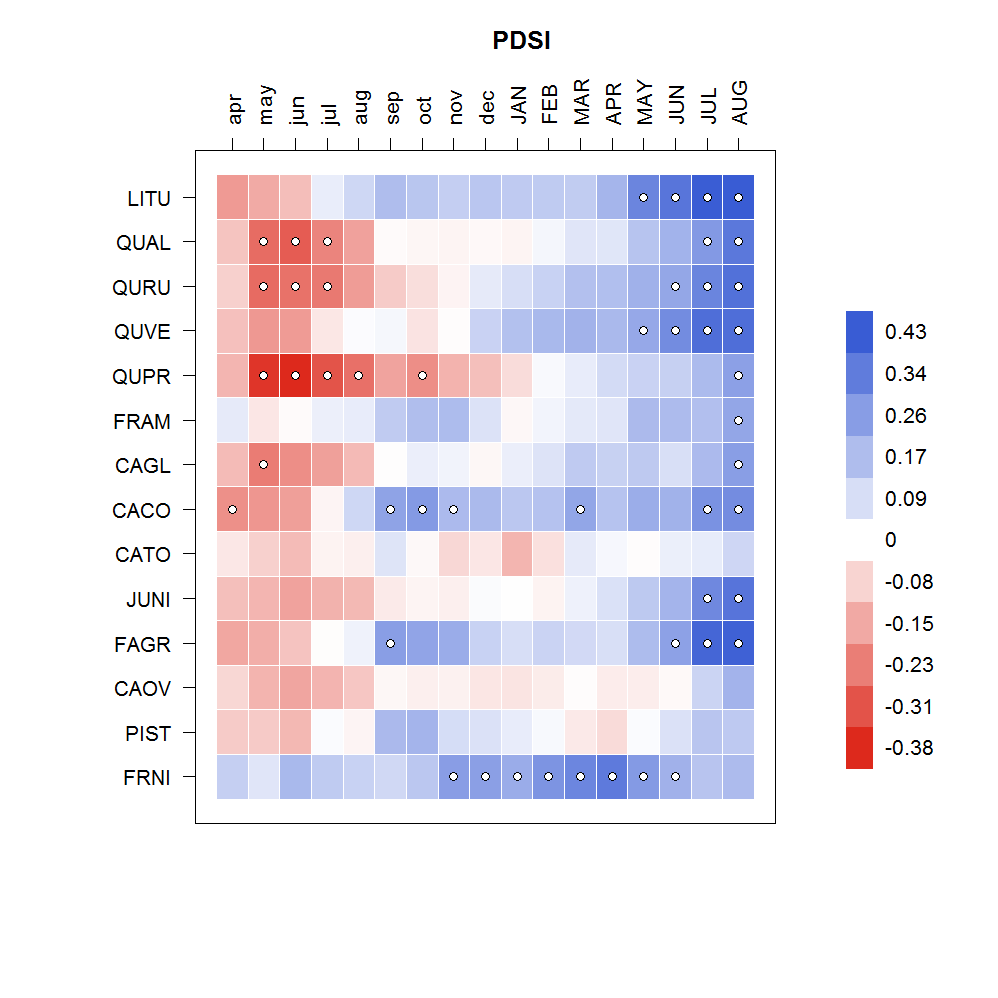 PDSI
apr may jun jul aug sep oct nov dec JAN FEB MAR APR MAY JUN JUL AUG
LITU
QUAL
QURU
QUVE
QUPR
FRAM
CAGL
CACO
CATO
JUNI
FAGR
CAOV
PIST
FRNI
0.43
0.34
0.26
0.17
0.09
0
-0.08
-0.15
-0.23
-0.31
-0.38